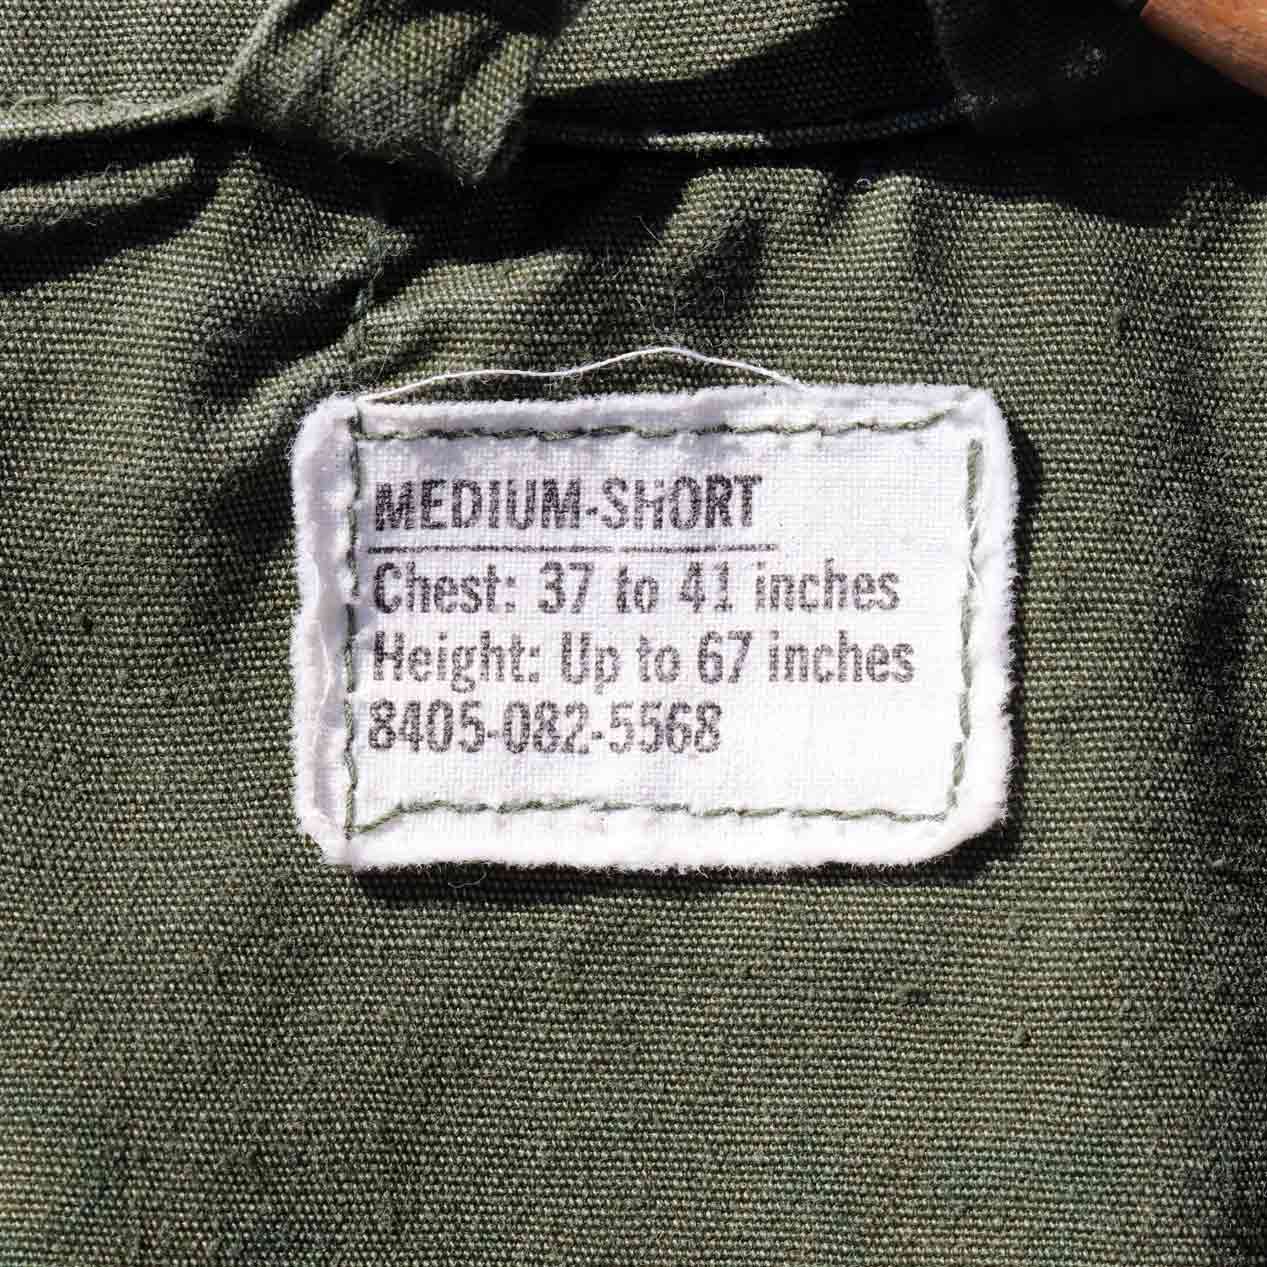 MEDIUM-SHORT
Chest: 37 to 41 inches
Height: Up to 67 inches
8405-082-5568